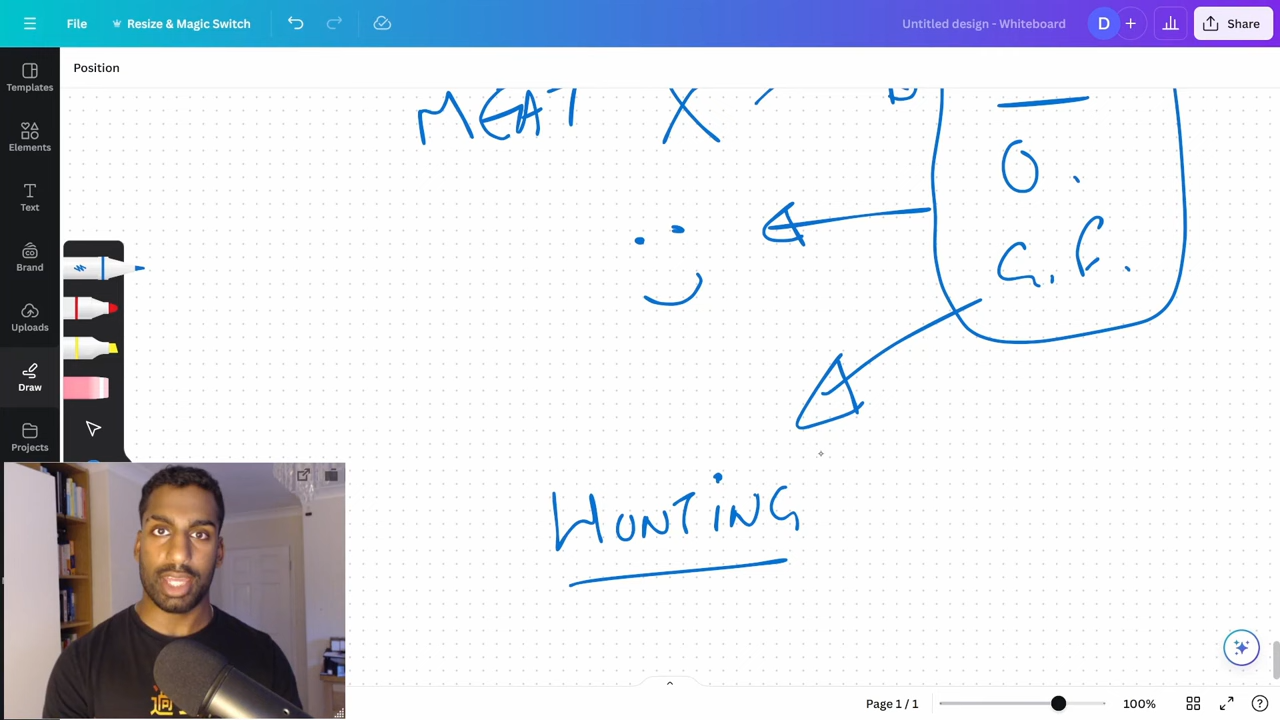 File
Resize & Magic Switch
Untitled design - Whiteboard
D
+
Share
Position
Templates
Elements
Text
Brand
Uploads
Draw
Projects
MEAT X
O.
G.F.
HUNTING
Page 1 / 1
100%